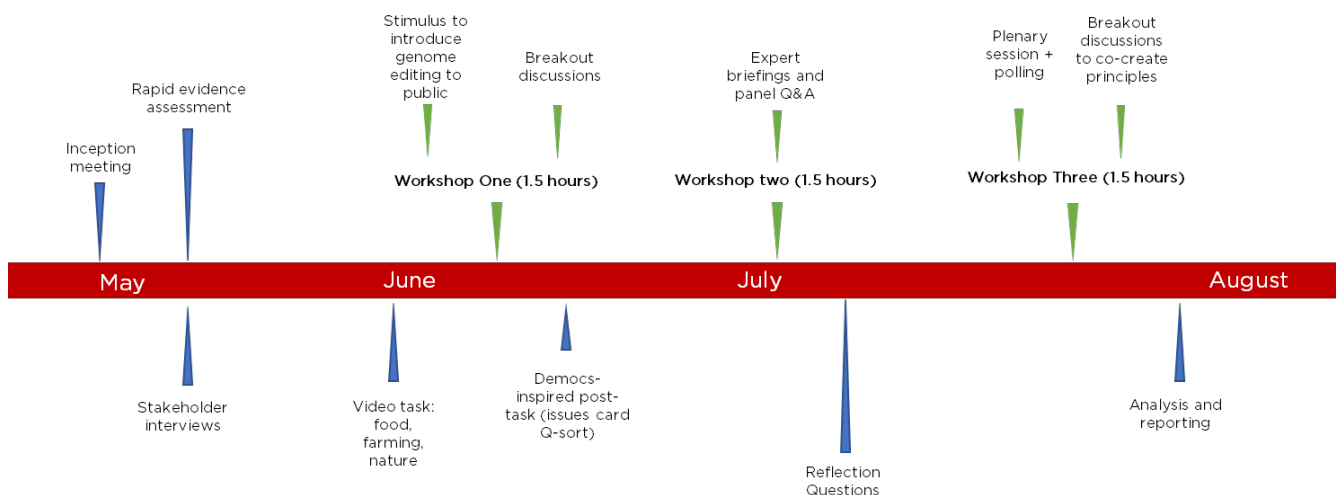 Stimulus to
introduce
genome
editing to
public
Breakout
discussions
Expert
briefings and
panel Q&A
Plenary
session +
polling
Breakout
discussions
to co-create
principles
Rapid evidence
assessment
Inception
meeting
Workshop One (1.5 hours)
Workshop two (1.5 hours)
Workshop Three (1.5 hours)
May
June
July
August
Stakeholder
interviews
Video task:
food,
farming,
nature
Democs-
inspired post-
task (issues card
Q-sort)
Reflection
Questions
Analysis and
reporting